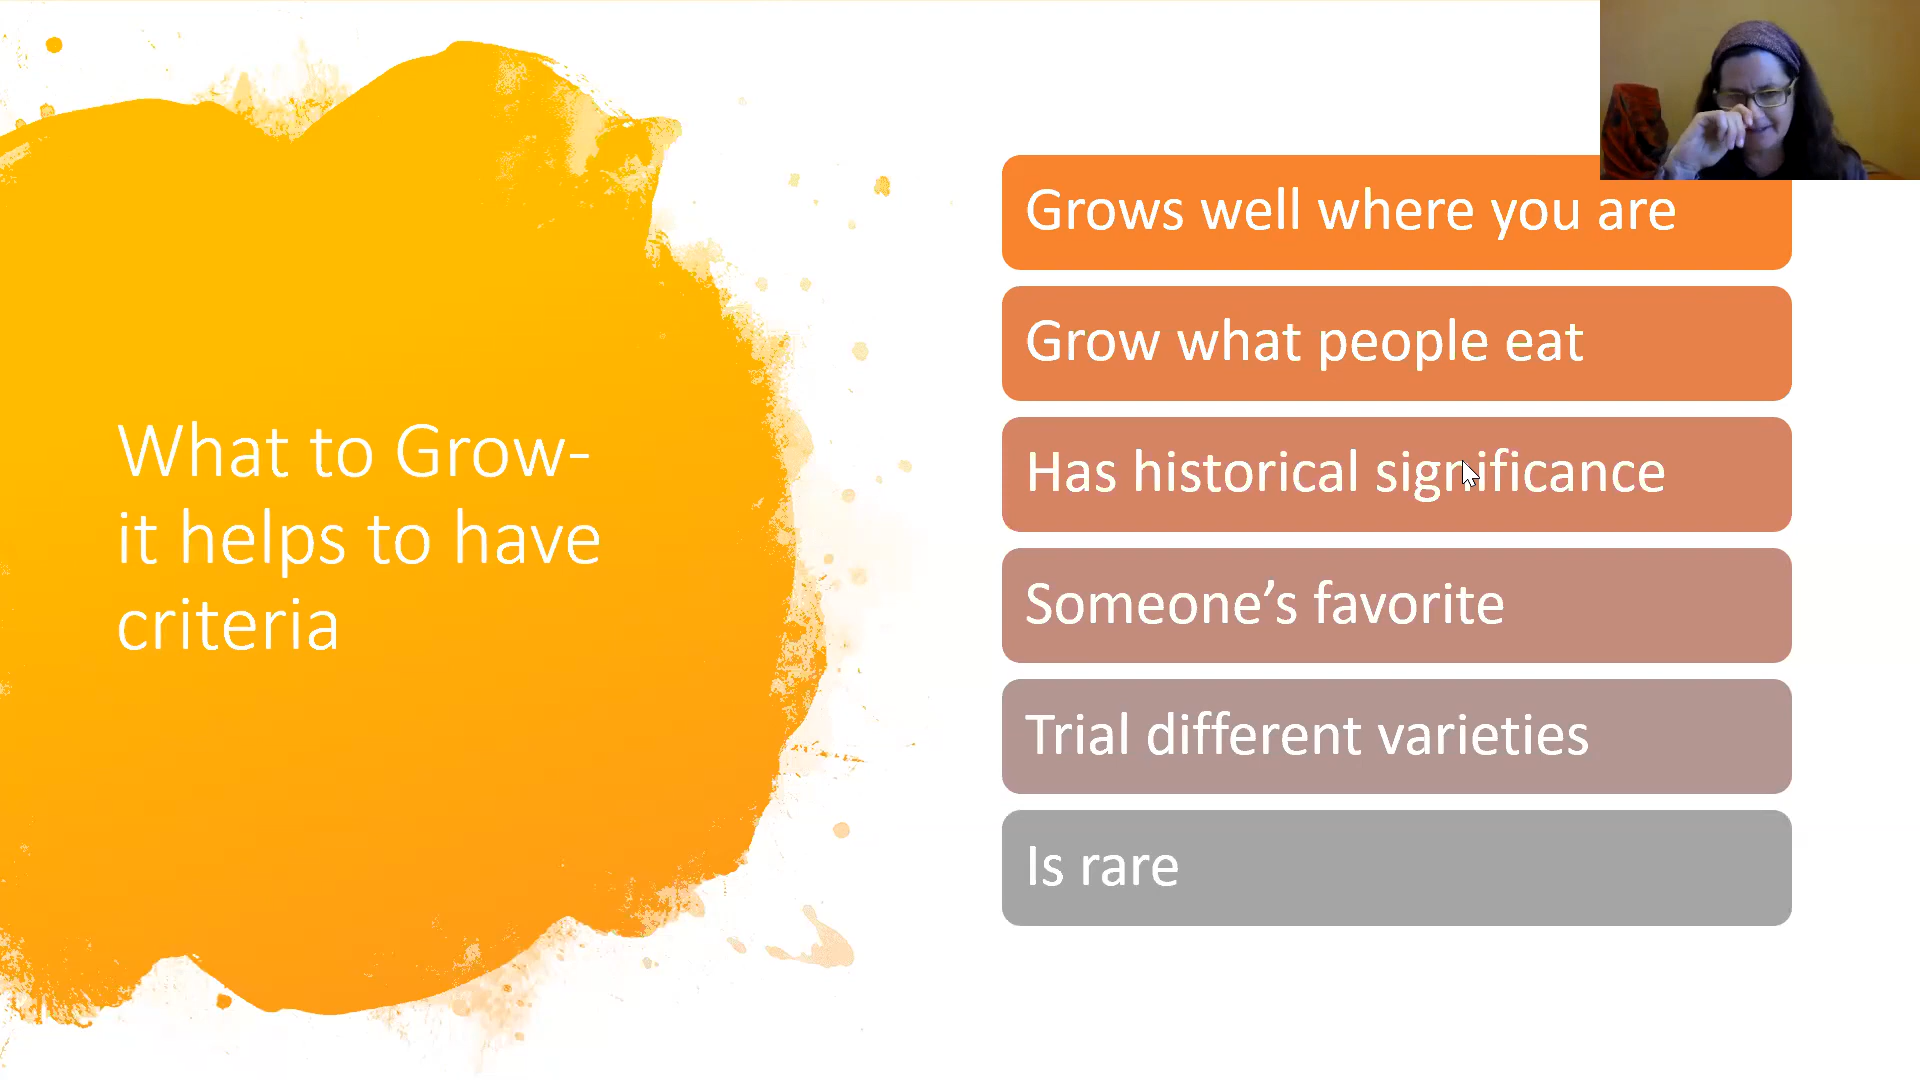 What to Grow-
it helps to have
criteria
Grows well where you are
Grow what people eat
Has historical significance
Someone’s favorite
Trial different varieties
Is rare